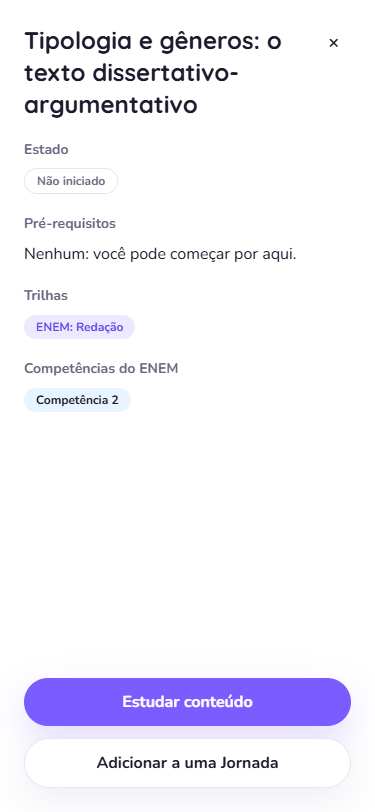 Tipologia e gêneros: o
texto dissertativo-
argumentativo
×
Estado
Não iniciado
Pré-requisitos
Nenhum: você pode começar por aqui.
Trilhas
ENEM: Redação
Competências do ENEM
Competência 2
Estudar conteúdo
Adicionar a uma Jornada